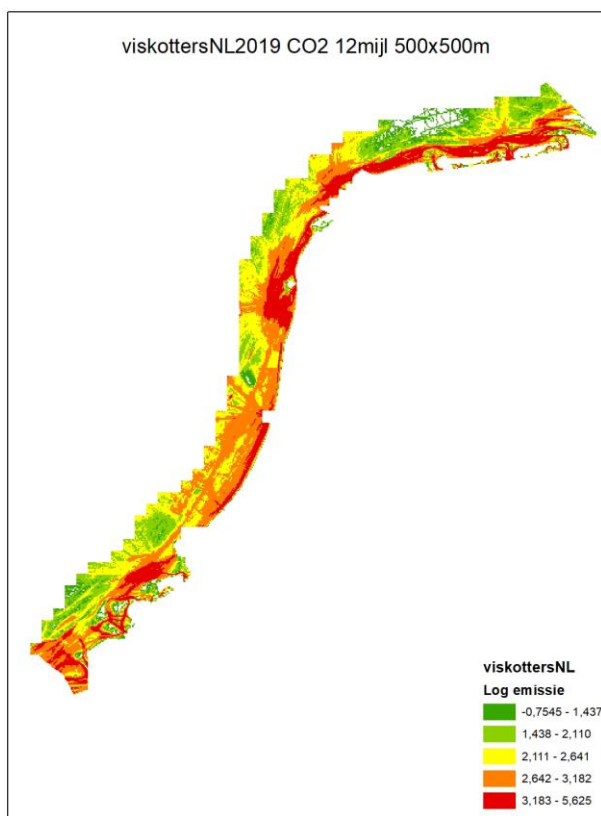 viskottersNL2019 CO2 12mijl 500x500m
viskottersNL
Log emissie
-0,7545 - 1,437
1,438 - 2,110
2,111 - 2,641
2,642 - 3,182
3,183 - 5,625